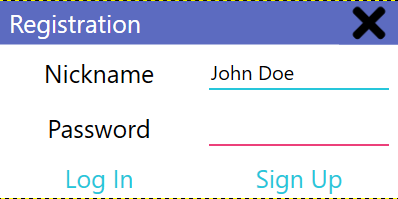 Registration
Nickname John Doe
Password
Log In Sign Up